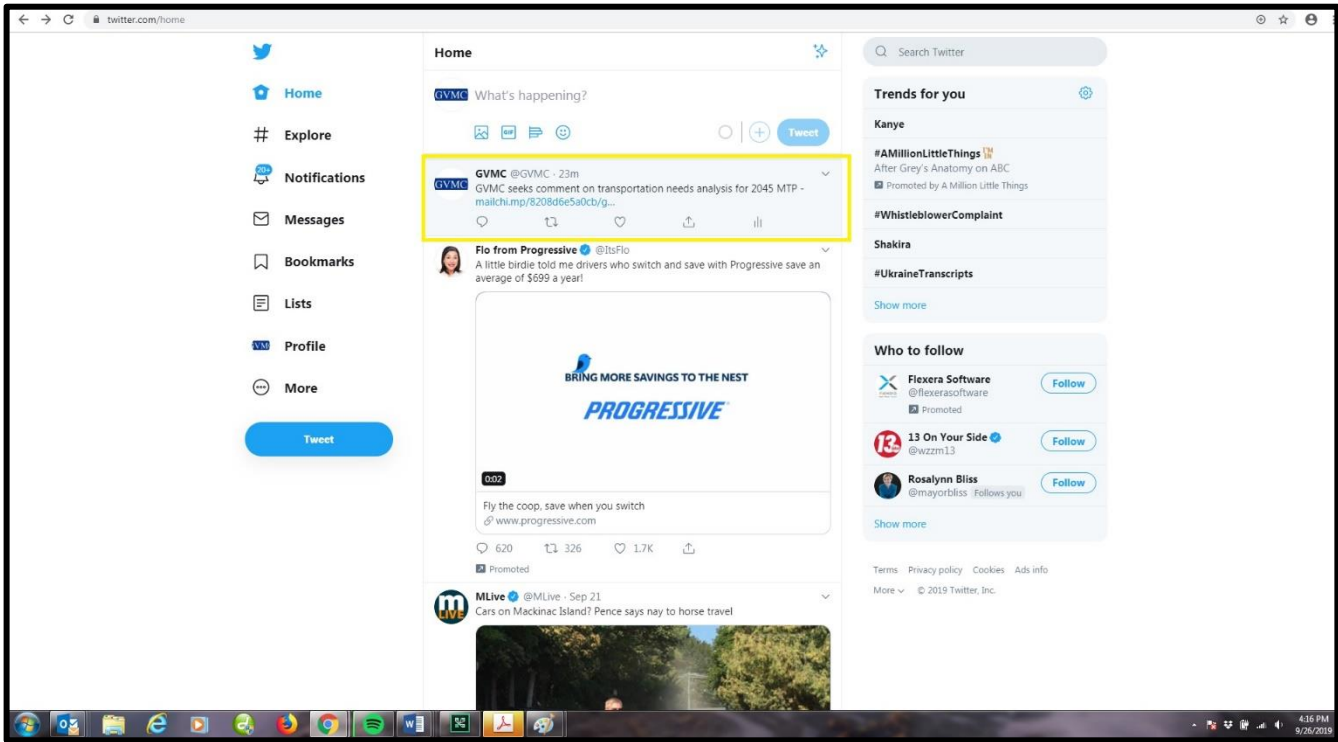 twitter.com/home
Home
Explore
20+
Notifications
Messages
Bookmarks
Lists
Profile
More
Tweet
Home
GVMC What's happening?
GIF
Tweet
GVMC
GVMC @GVMC · 23m
GVMC seeks comment on transportation needs analysis for 2045 MTP -
mailchi.mp/8208d6e5a0cb/g...
Flo from Progressive @ItsFlo
A little birdie told me drivers who switch and save with Progressive save an
average of $699 a year!
BRING MORE SAVINGS TO THE NEST
PROGRESSIVE
0:02
Fly the coop, save when you switch
www.progressive.com
620 326 1.7K
Promoted
MLive @MLive · Sep 21
Cars on Mackinac Island? Pence says nay to horse travel
m
LIVE
Search Twitter
Trends for you
Kanye
#AMillionLittleThings
After Grey's Anatomy on ABC
Promoted by A Million Little Things
#WhistleblowerComplaint
Shakira
#UkraineTranscripts
Show more
Who to follow
Flexera Software
@flexerasoftware
Promoted
Follow
13
13 On Your Side
@wzzm13
Follow
Rosalynn Bliss
@mayorbliss Follows you
Follow
Show more
Terms Privacy policy Cookies Ads info
More © 2019 Twitter, Inc.
4:16 PM
9/26/2019